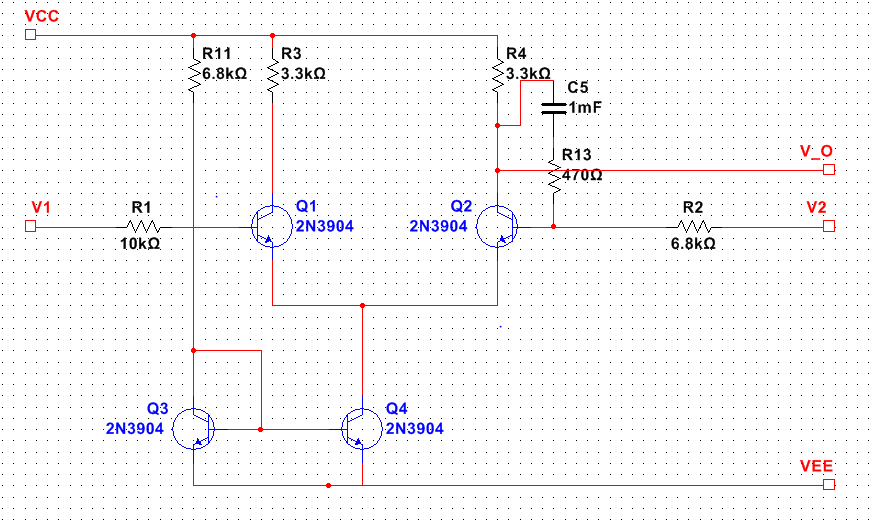 VCC
R11
6.8kΩ
R3
3.3kΩ
R4
3.3kΩ
C5
1mF
R13
470Ω
V_O
V1
R1
10kΩ
Q1
2N3904
Q2
2N3904
R2
6.8kΩ
V2
Q3
2N3904
Q4
2N3904
VEE